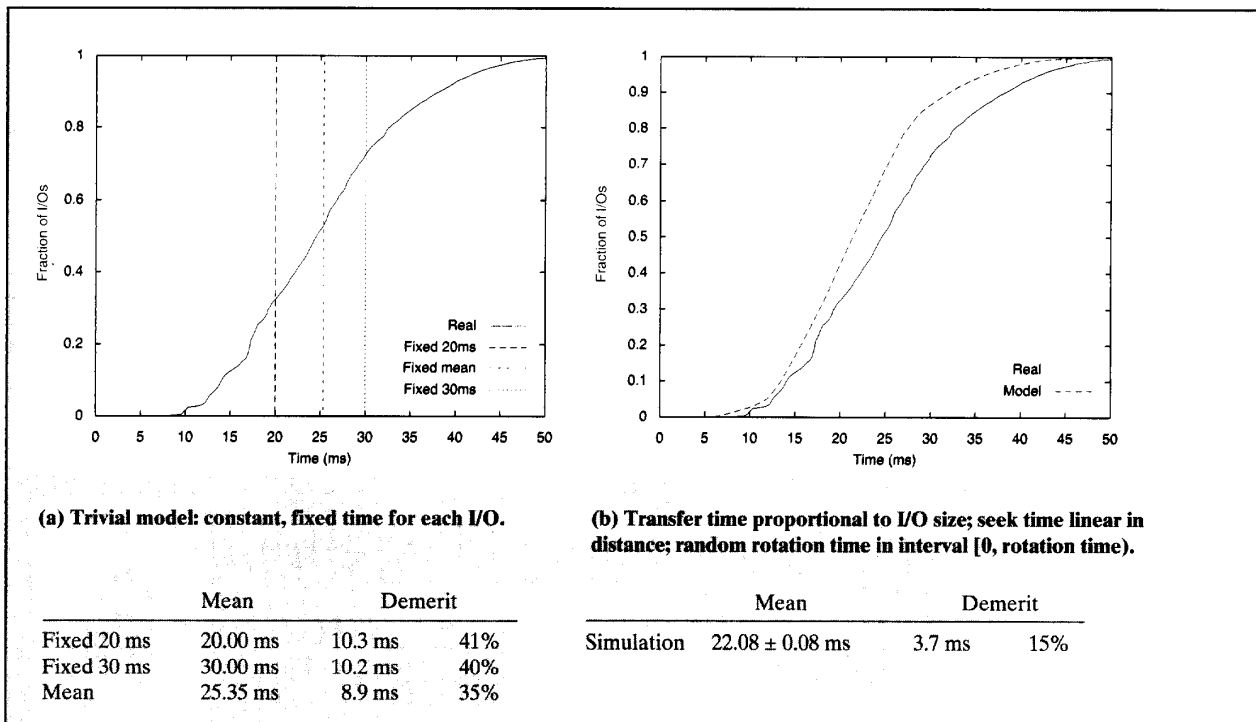 1
0.8
0.6
0.4
0.2
0
Fraction of I/Os
0 5 10 15 20 25 30 35 40 45 50
Time (ms)
Real
Fixed 20ms
Fixed mean
Fixed 30ms
1
0.9
0.8
0.7
0.6
0.5
0.4
0.3
0.2
0.1
0
Fraction of I/Os
0 5 10 15 20 25 30 35 40 45 50
Time (ms)
Real
Model
(a) Trivial model: constant, fixed time for each I/O.
Mean Demerit
Fixed 20 ms 20.00 ms 10.3 ms 41%
Fixed 30 ms 30.00 ms 10.2 ms 40%
Mean 25.35 ms 8.9 ms 35%
(b) Transfer time proportional to I/O size; seek time linear in
distance; random rotation time in interval [0, rotation time).
Mean Demerit
Simulation 22.08 ± 0.08 ms 3.7 ms 15%